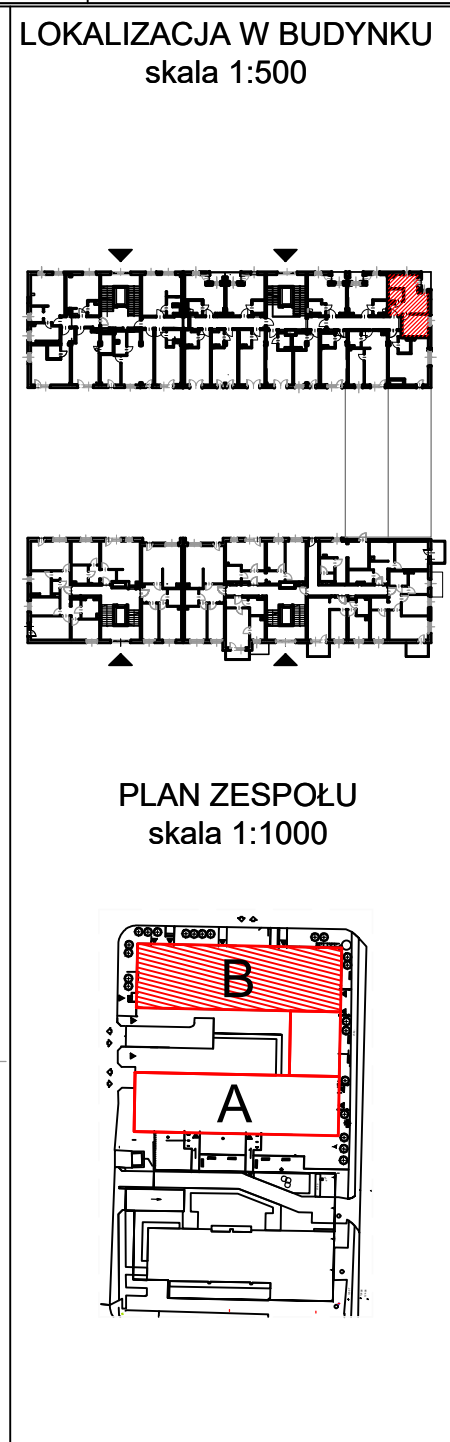 LOKALIZACJA W BUDYNKU
skala 1:500
PLAN ZESPOŁU
skala 1:1000
B
A